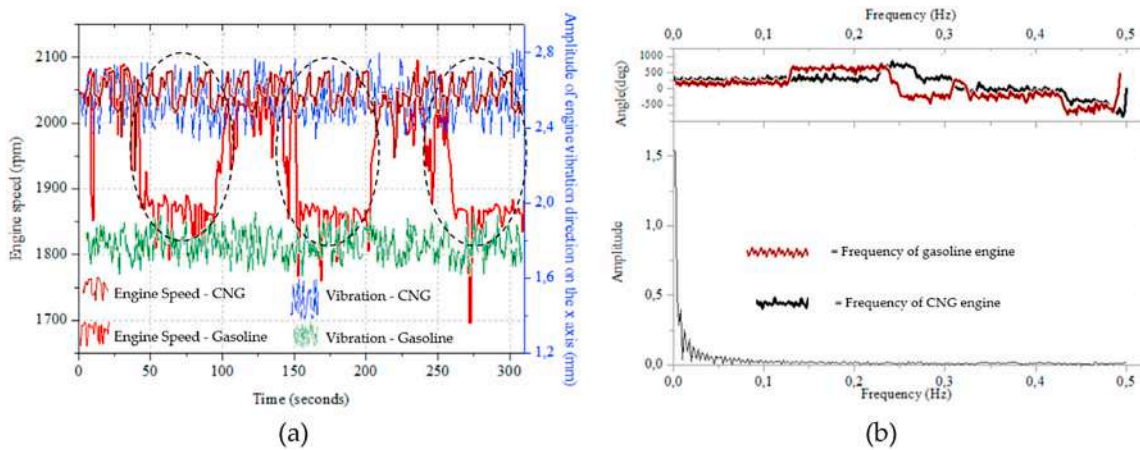 2100
2000
1900
1800
1700
Engine speed (rpm)
2,8
2,4
2,0
1,6
1,2
Amplitude of engine vibration direction on the x axis (mm)
Engine Speed - CNG
Vibration - CNG
Engine Speed - Gasoline
Vibration - Gasoline
0 50 100 150 200 250 300
Time (seconds)
(a)
Frequency (Hz)
0,0 0,1 0,2 0,3 0,4 0,5
1000
500
0
-500
Angle(deg)
1,5
1,0
0,5
0,0
Amplitude
= Frequency of gasoline engine
= Frequency of CNG engine
0,0 0,1 0,2 0,3 0,4 0,5
Frequency (Hz)
(b)